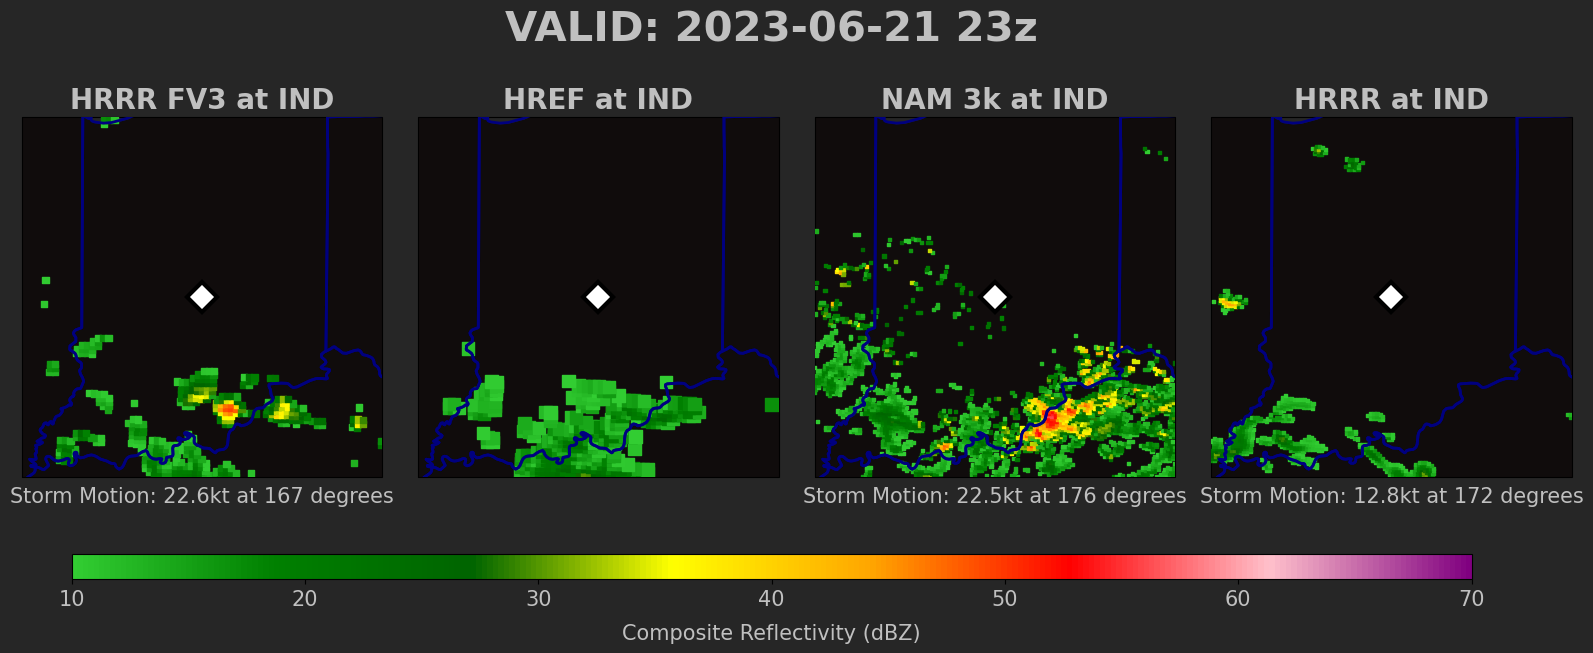 VALID: 2023-06-21 23z
HRRR FV3 at IND
HREF at IND
NAM 3k at IND
HRRR at IND
Storm Motion: 22.6kt at 167 degrees
Storm Motion: 22.5kt at 176 degrees
Storm Motion: 12.8kt at 172 degrees
10 20 30 40 50 60 70
Composite Reflectivity (dBZ)